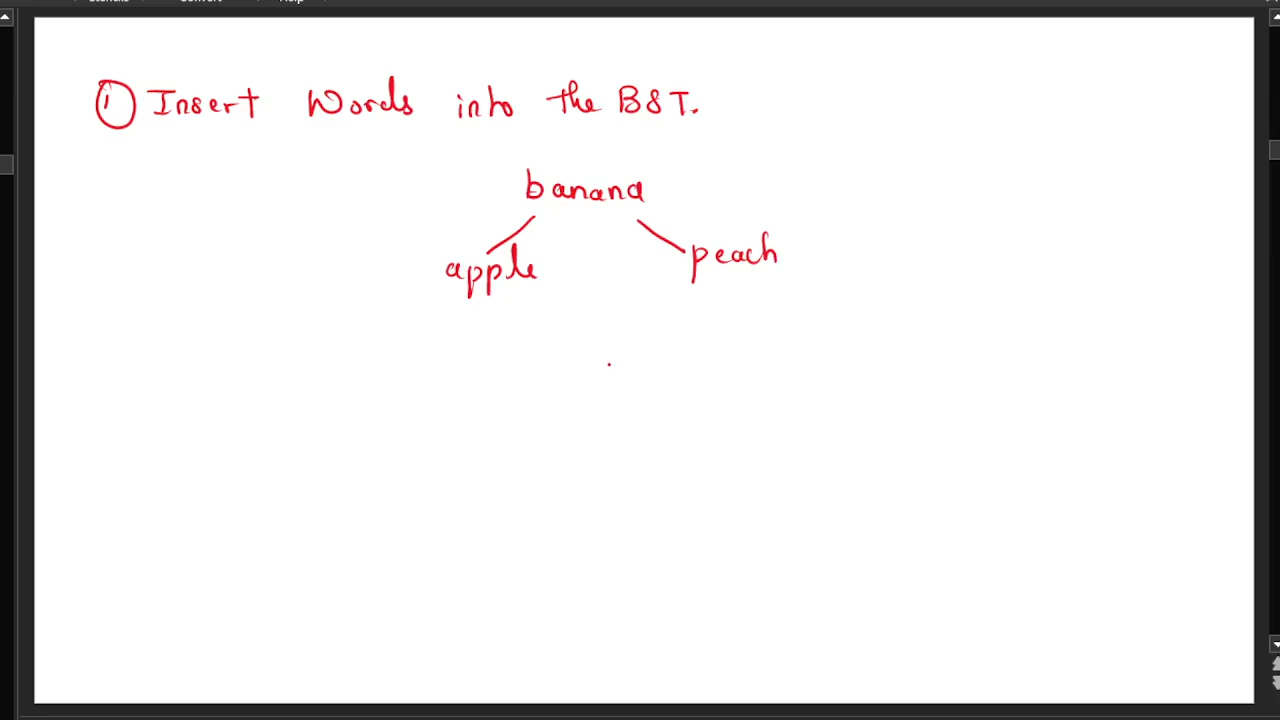 ① Insert Words into the BST.
banana
apple peach